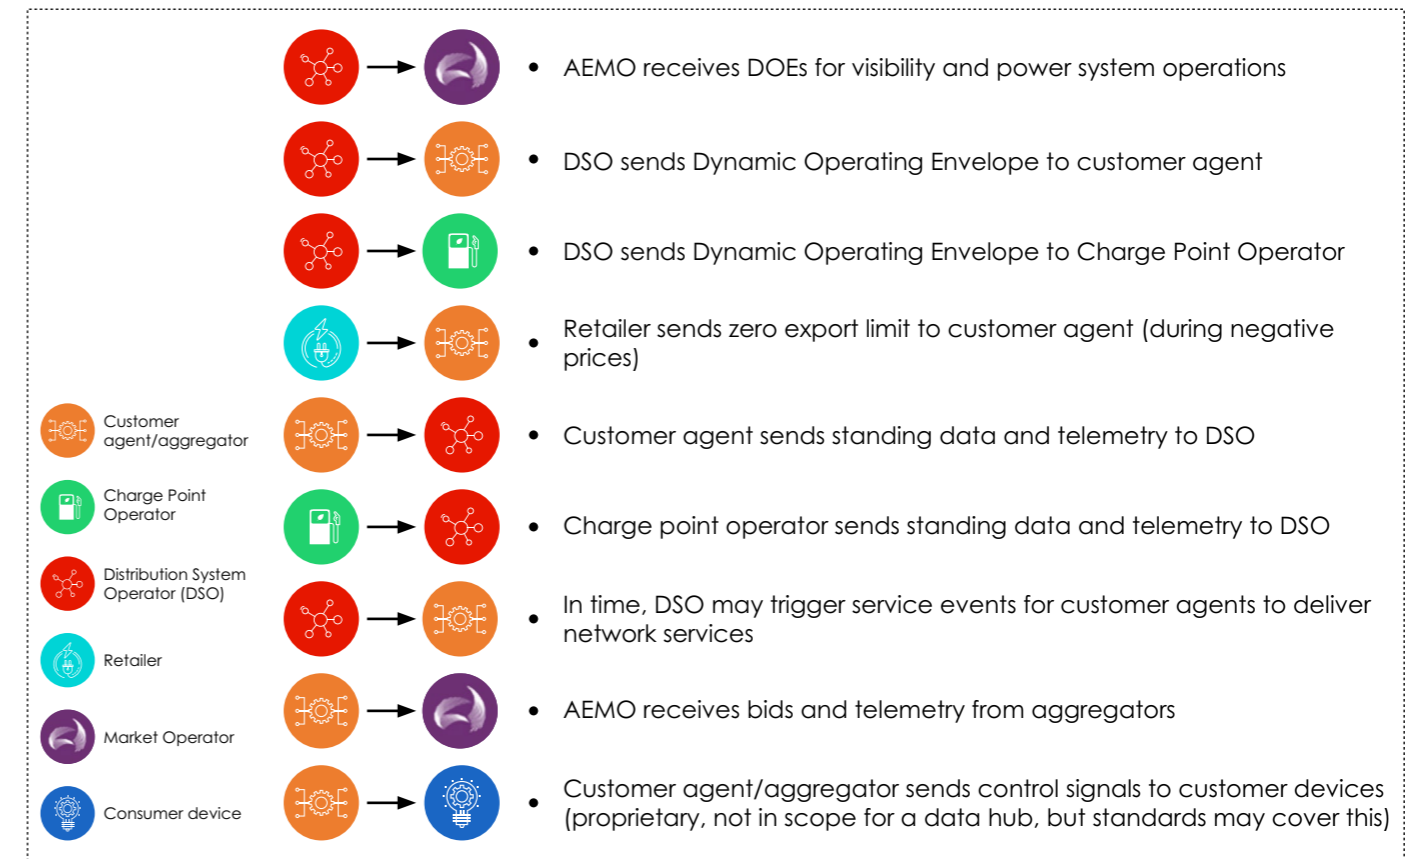 AEMO receives DOEs for visibility and power system operations
DSO sends Dynamic Operating Envelope to customer agent
DSO sends Dynamic Operating Envelope to Charge Point Operator
Retailer sends zero export limit to customer agent (during negative
prices)
Customer agent sends standing data and telemetry to DSO
Charge point operator sends standing data and telemetry to DSO
In time, DSO may trigger service events for customer agents to deliver
network services
AEMO receives bids and telemetry from aggregators
Customer agent/aggregator sends control signals to customer devices
(proprietary, not in scope for a data hub, but standards may cover this)
Customer
agent/aggregator
Charge Point
Operator
Distribution System
Operator (DSO)
Retailer
Market Operator
Consumer device